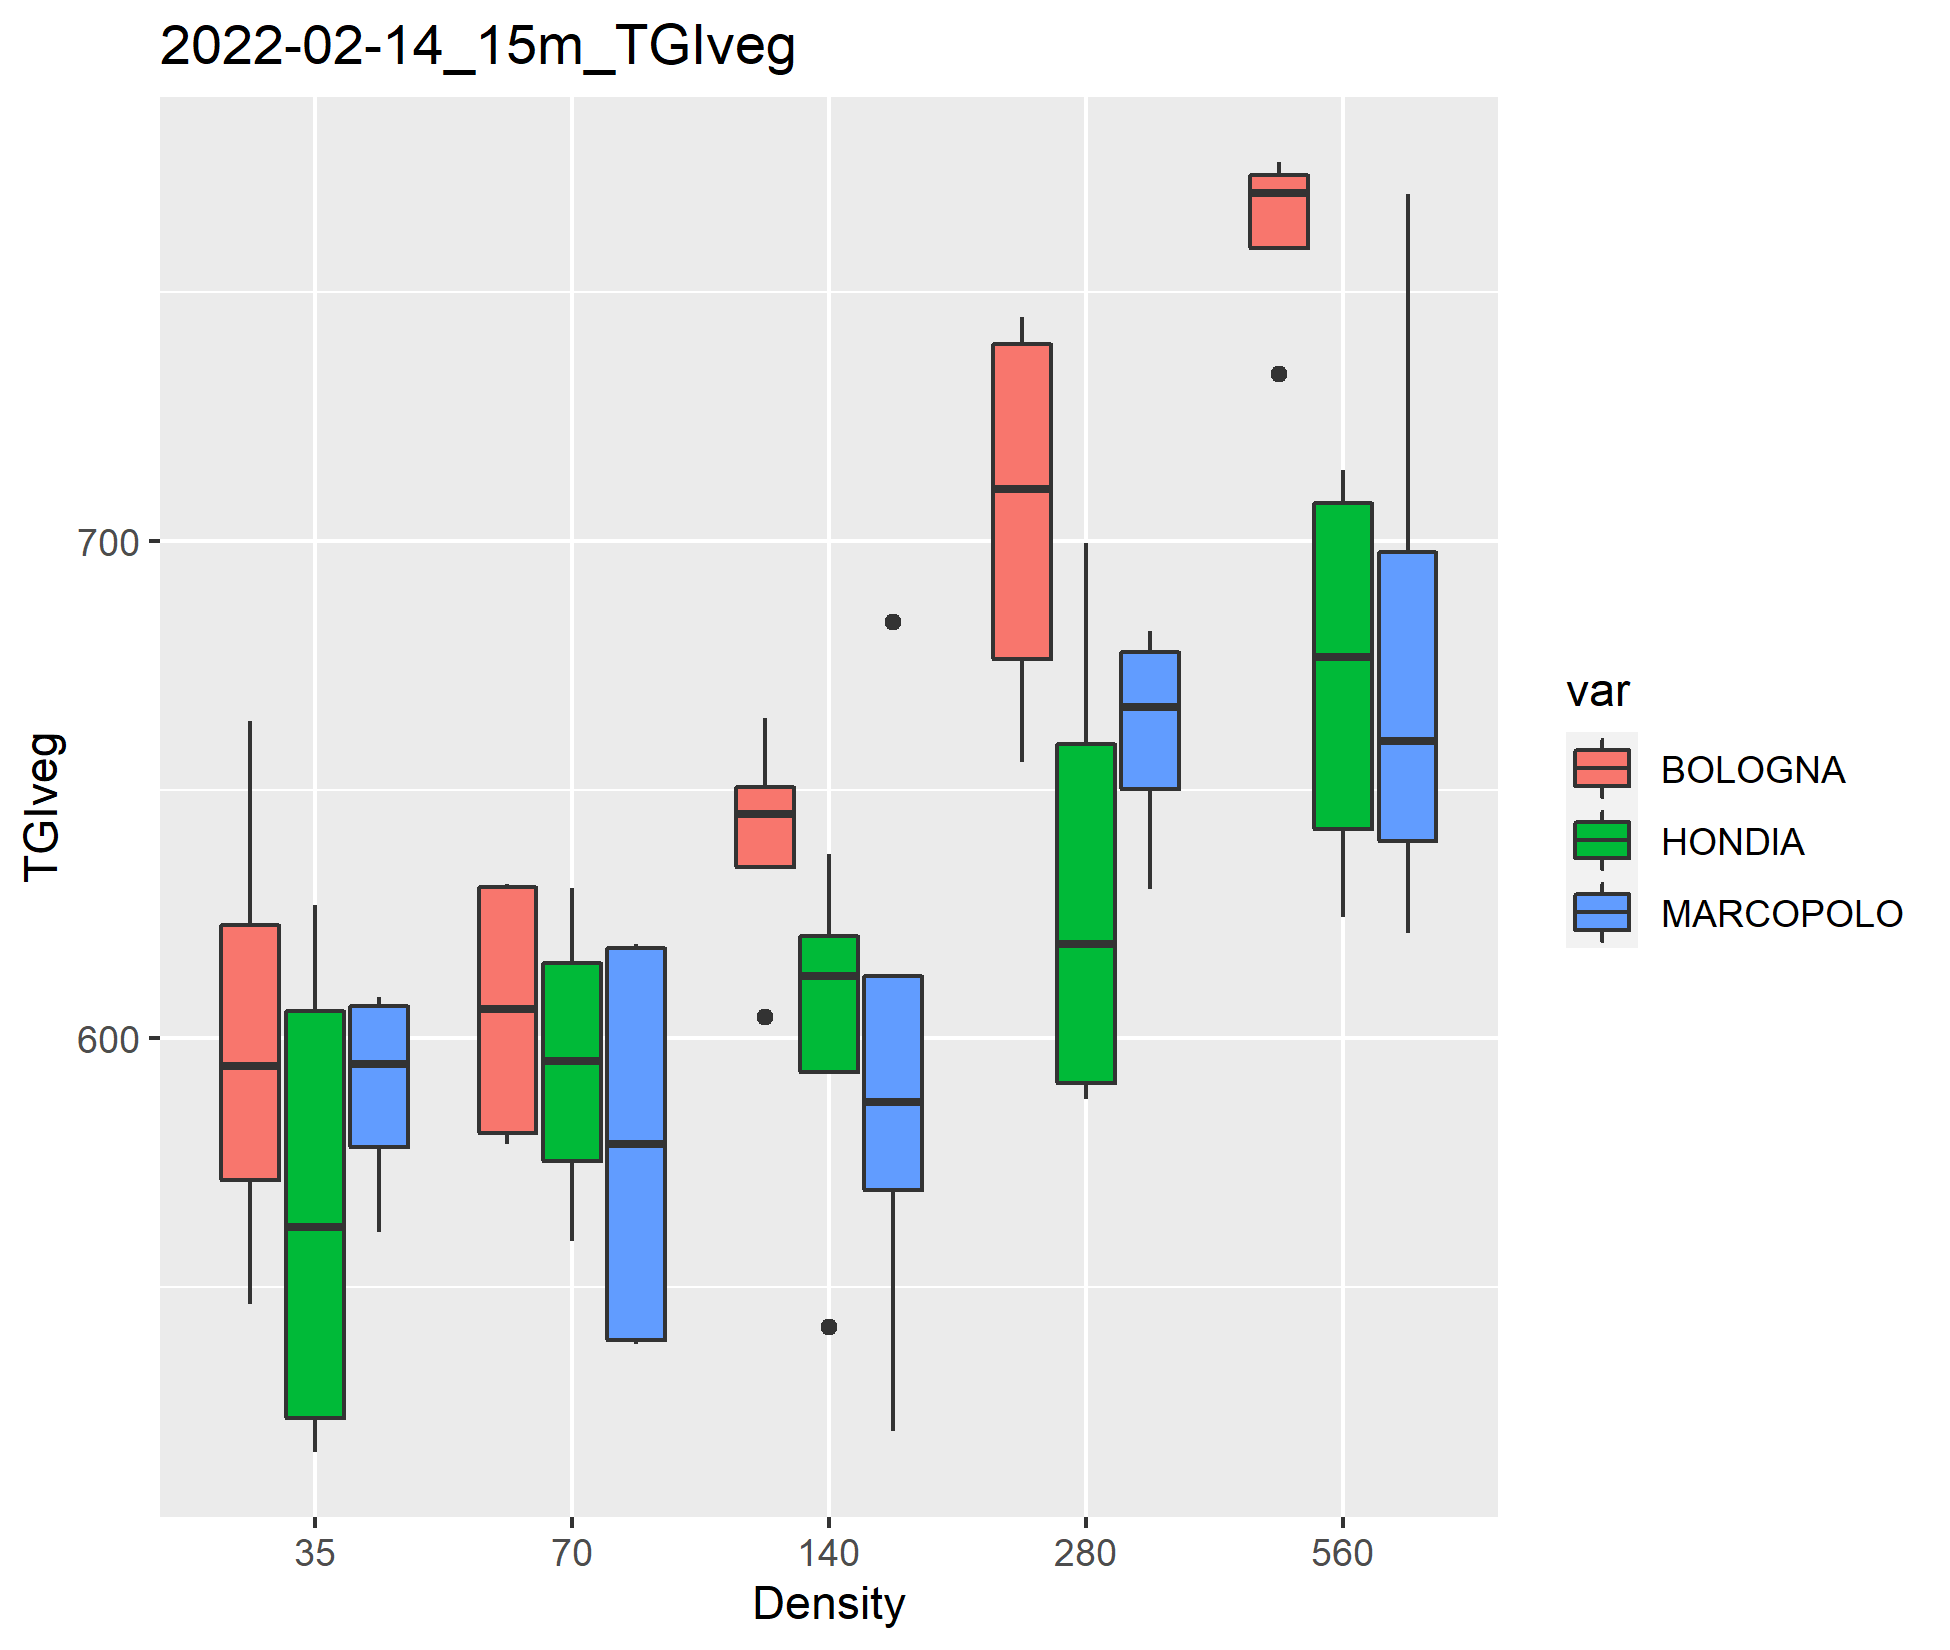 2022-02-14_15m_TGIveg
TGIveg
700
600
35 70 140 280 560
Density
var
BOLOGNA
HONDIA
MARCOPOLO